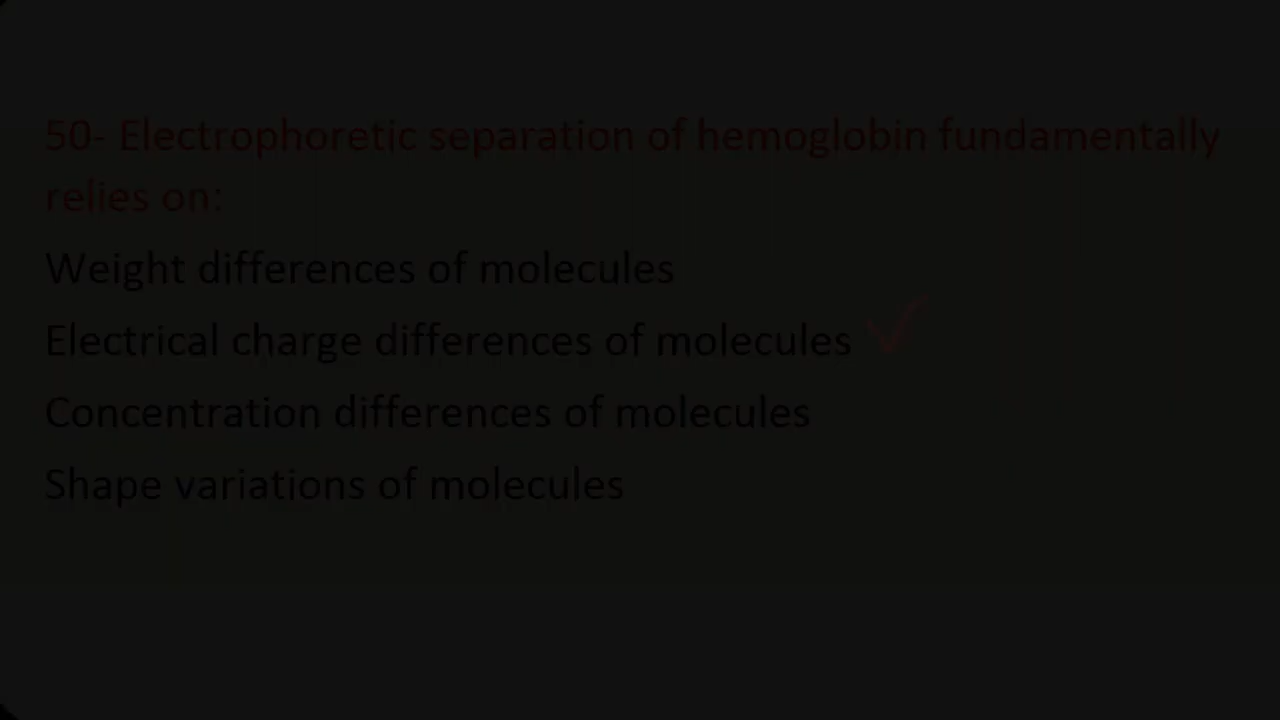 50- Electrophoretic separation of hemoglobin fundamentally
relies on:
Weight differences of molecules
Electrical charge differences of molecules ✓
Concentration differences of molecules
Shape variations of molecules